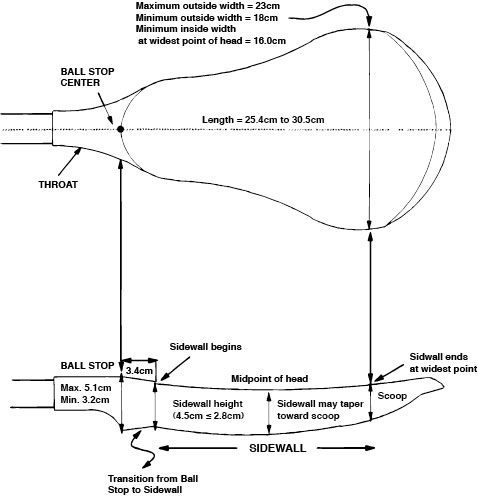 Maximum outside width = 23cm
Minimum outside width = 18cm
Minimum inside width
at widest point of head = 16.0cm
BALL STOP
CENTER
Length = 25.4cm to 30.5cm
THROAT
Sidewall begins
Sidwall ends
at widest point
BALL STOP
3.4cm
Midpoint of head
Max. 5.1cm
Min. 3.2cm
Sidewall height
(4.5cm ≤ 2.8cm)
Sidewall may taper
toward scoop
Scoop
SIDEWALL
Transition from Ball
Stop to Sidewall